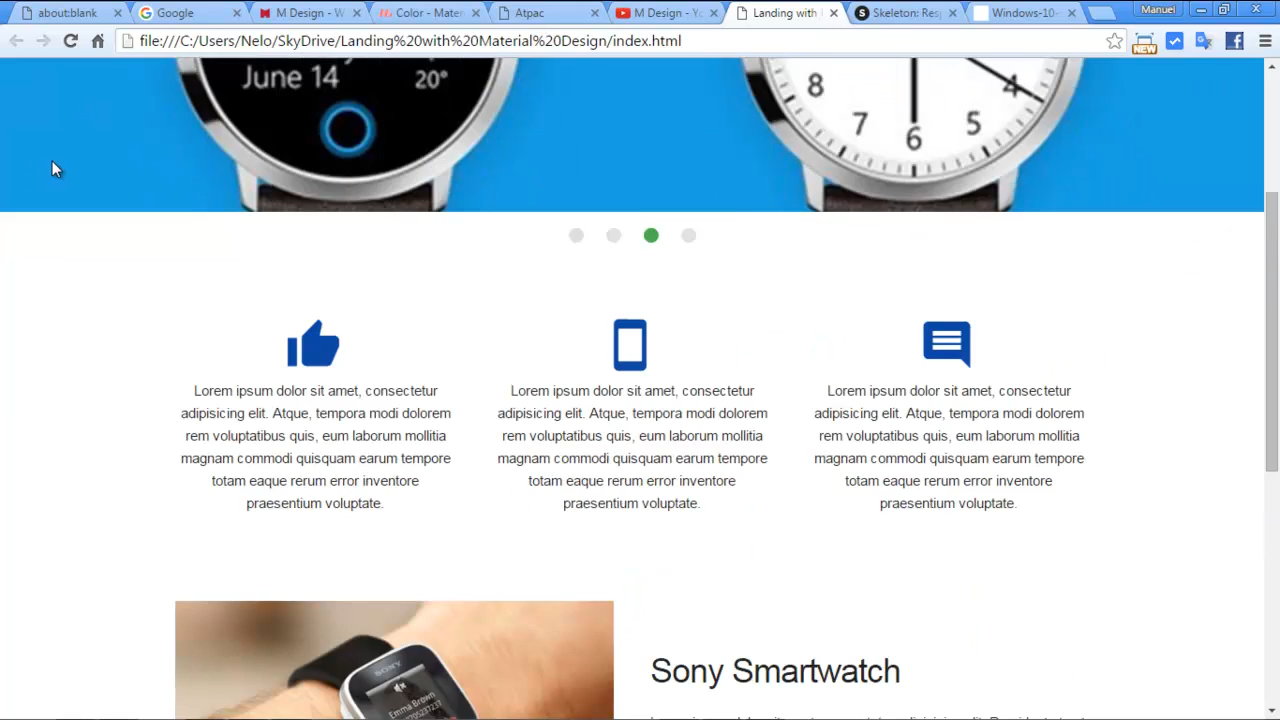 about:blank
Google
M Design - W
Color - Mater
Atpac
M Design - Yo
Landing with
Skeleton: Res
Windows-10-
Manuel
file:///C:/Users/Nelo/SkyDrive/Landing%20with%20Material%20Design/index.html
NEW
June 14
20°
8
4
7
5
6
Lorem ipsum dolor sit amet, consectetur
adipisicing elit. Atque, tempora modi dolorem
rem voluptatibus quis, eum laborum mollitia
magnam commodi quisquam earum tempore
totam eaque rerum error inventore
praesentium voluptate.
Lorem ipsum dolor sit amet, consectetur
adipisicing elit. Atque, tempora modi dolorem
rem voluptatibus quis, eum laborum mollitia
magnam commodi quisquam earum tempore
totam eaque rerum error inventore
praesentium voluptate.
Lorem ipsum dolor sit amet, consectetur
adipisicing elit. Atque, tempora modi dolorem
rem voluptatibus quis, eum laborum mollitia
magnam commodi quisquam earum tempore
totam eaque rerum error inventore
praesentium voluptate.
SONY
Emma Brown
Sony Smartwatch